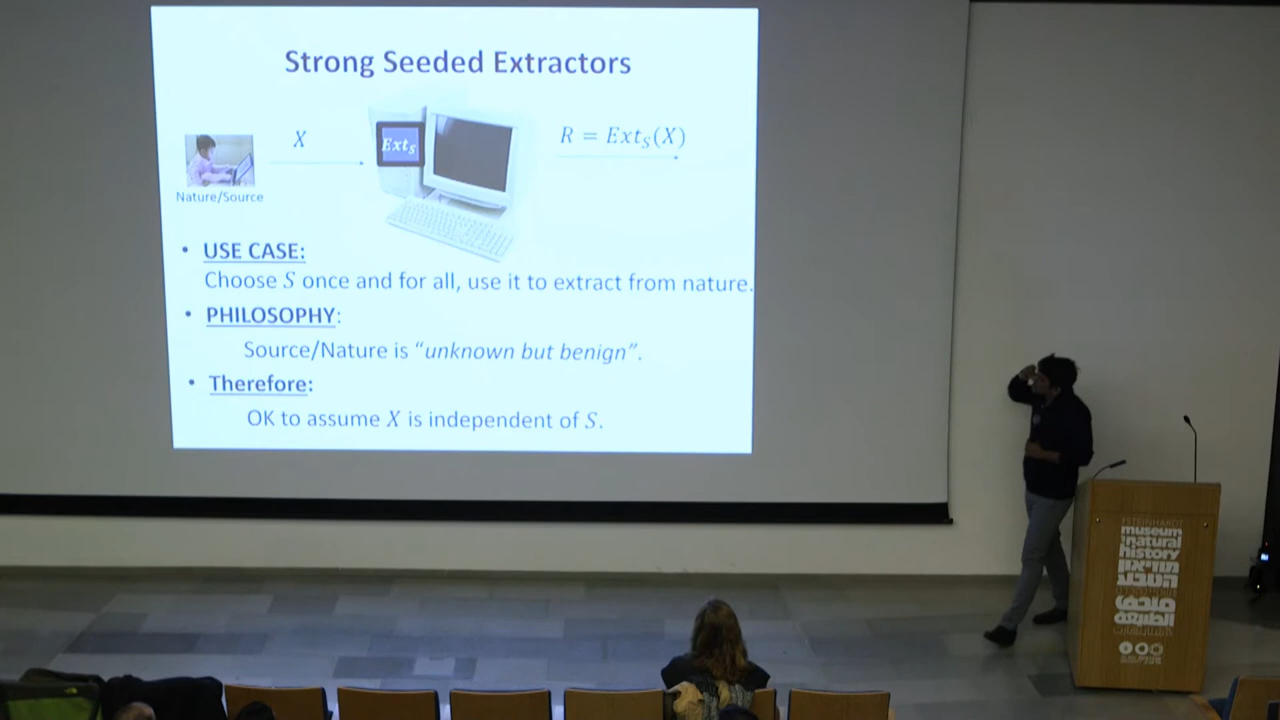 Strong Seeded Extractors
X
Ext_S
R = Ext_S(X)
Nature/Source
• USE CASE:
Choose S once and for all, use it to extract from nature.
• PHILOSOPHY:
Source/Nature is “unknown but benign”.
• Therefore:
OK to assume X is independent of S.
STEINHARDT
museum
natural
history
מוזיאון
הטבע
متحف
الطبيعة